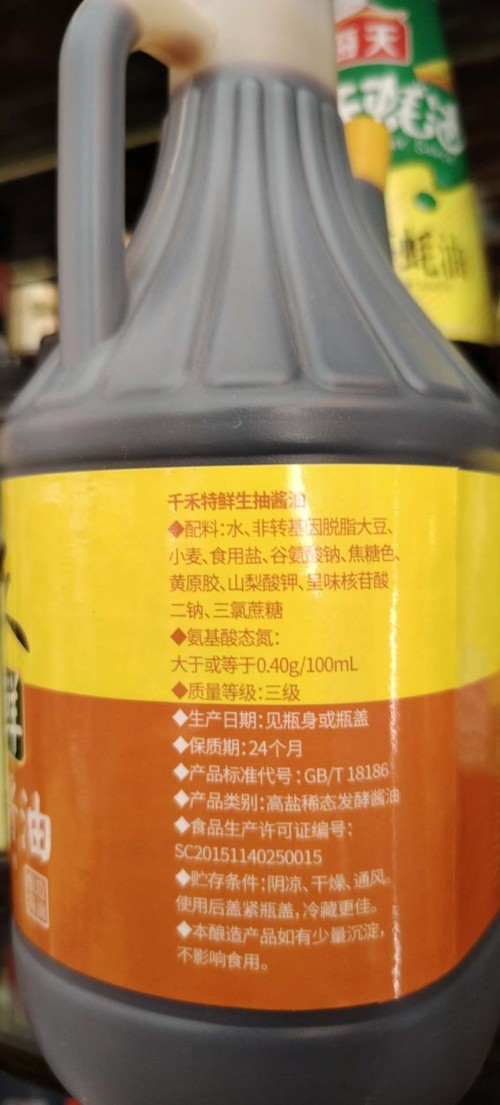 天
蚝油
蚝油
千禾特鲜生抽酱油
◆配料:水、非转基因脱脂大豆、
小麦、食用盐、谷氨酸钠、焦糖色、
黄原胶、山梨酸钾、呈味核苷酸
二钠、三氯蔗糖
◆氨基酸态氮:
大于或等于0.40g/100mL
◆质量等级:三级
◆生产日期:见瓶身或瓶盖
◆保质期:24个月
◆产品标准代号:GB/T 18186
◆产品类别:高盐稀态发酵酱油
◆食品生产许可证编号:
SC20151140250015
◆贮存条件:阴凉、干燥、通风。
使用后盖紧瓶盖,冷藏更佳。
◆本酿造产品如有少量沉淀,
不影响食用。
油